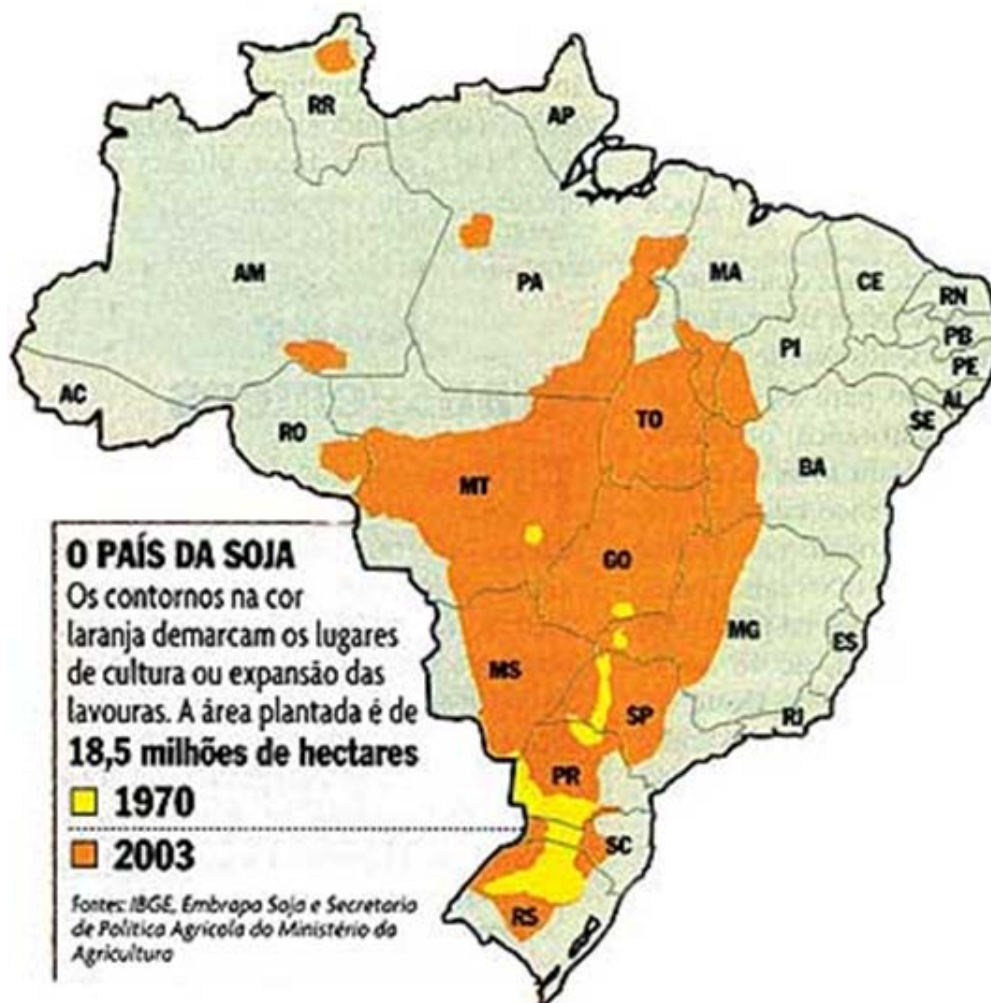 RR
AP
AM
PA
MA
CE
RN
PB
PE
AL
SE
PI
AC
RO
TO
BA
MT
GO
MG
ES
MS
SP
RJ
PR
SC
RS
O PAÍS DA SOJA
Os contornos na cor
laranja demarcam os lugares
de cultura ou expansão das
lavouras. A área plantada é de
18,5 milhões de hectares
1970
2003
Fontes: IBGE, Embrapa Soja e Secretaria
de Política Agrícola do Ministério da
Agricultura